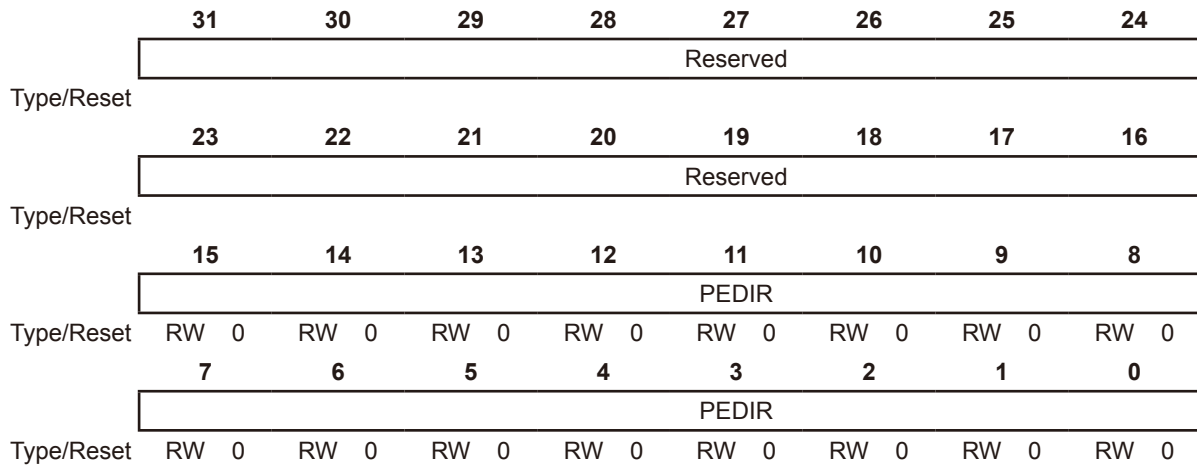 31 30 29 28 27 26 25 24
Reserved
Type/Reset
23 22 21 20 19 18 17 16
Reserved
Type/Reset
15 14 13 12 11 10 9 8
PEDIR
Type/Reset RW 0 RW 0 RW 0 RW 0 RW 0 RW 0 RW 0 RW 0
7 6 5 4 3 2 1 0
PEDIR
Type/Reset RW 0 RW 0 RW 0 RW 0 RW 0 RW 0 RW 0 RW 0